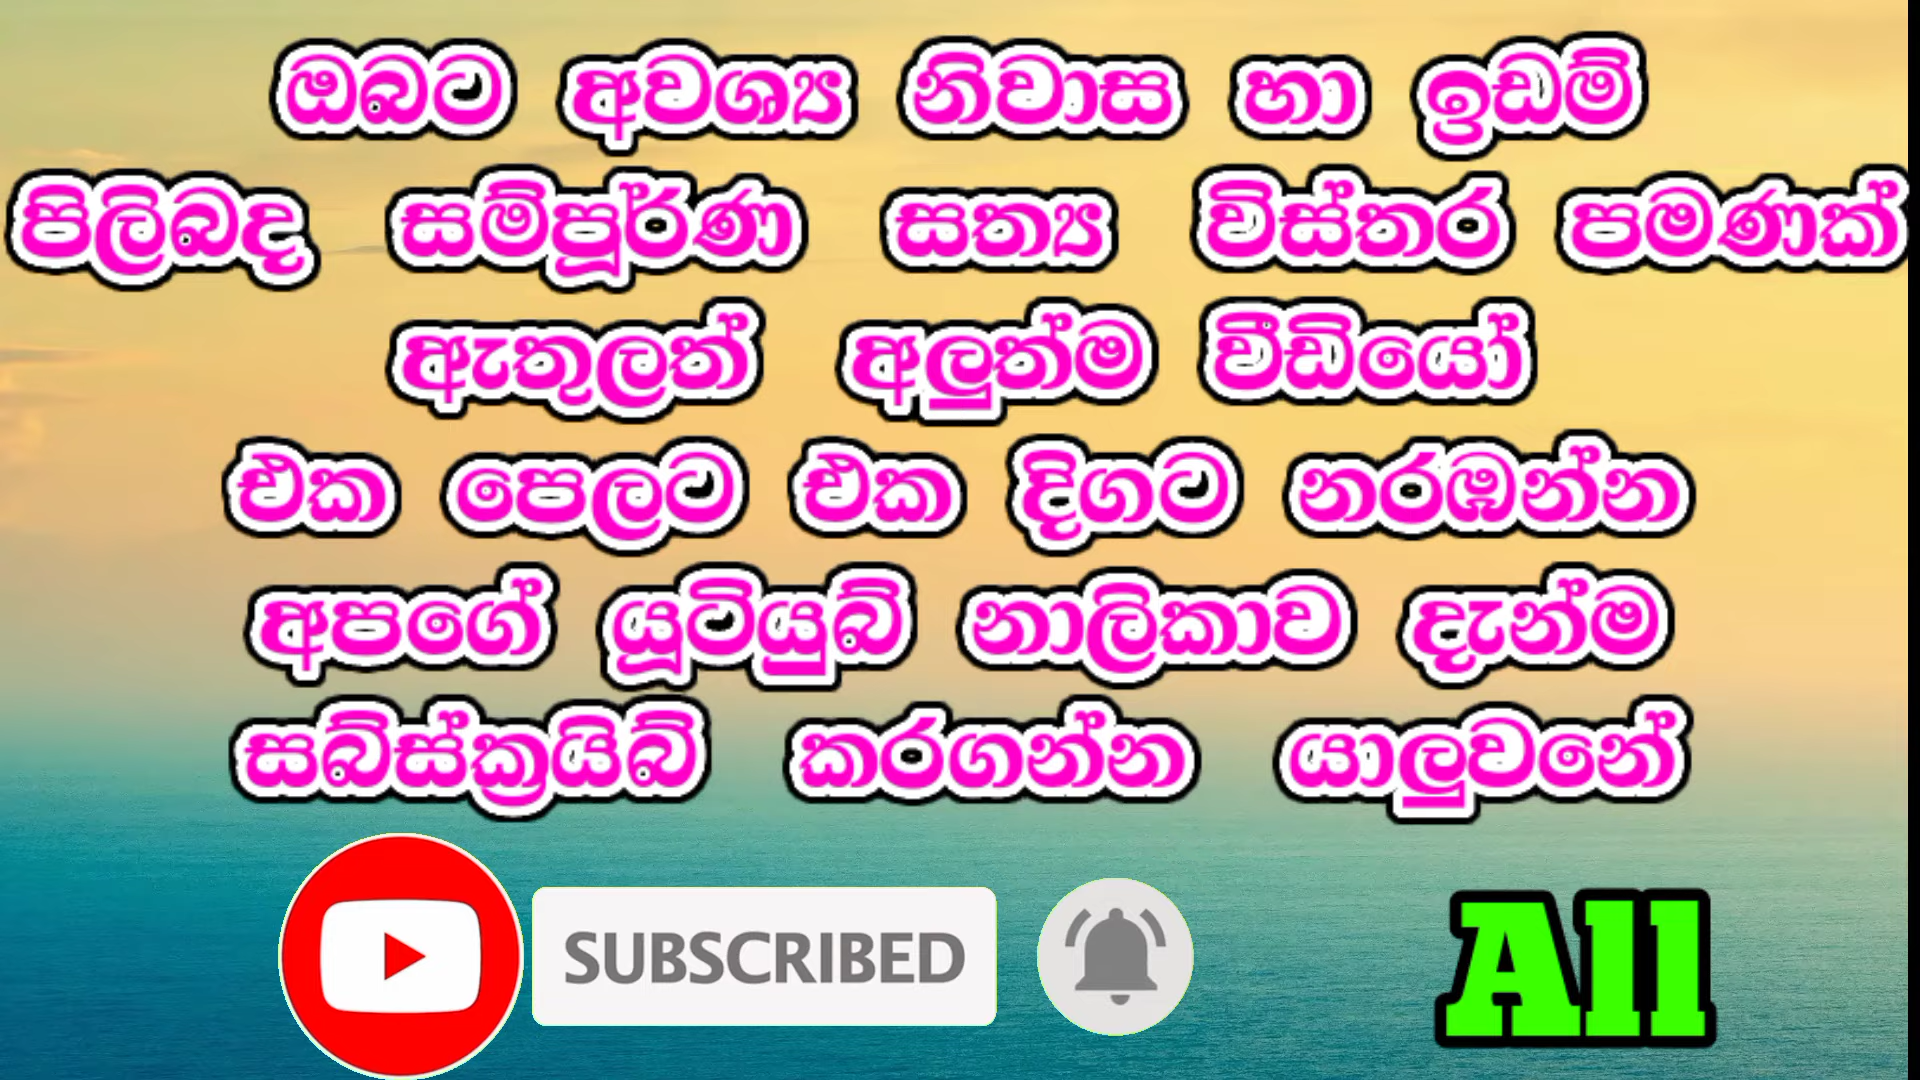 ඔබට අවශ්‍ය නිවාස හා ඉඩම්
පිලිබද සම්පූර්ණ සත්‍ය විස්තර පමණක්
ඇතුලත් අලුත්ම වීඩියෝ
එක පෙලට එක දිගට නරඹන්න
අපගේ යූටියුබ් නාලිකාව දැන්ම
සබ්ස්ක්‍රයිබ් කරගන්න යාලුවනේ
SUBSCRIBED All